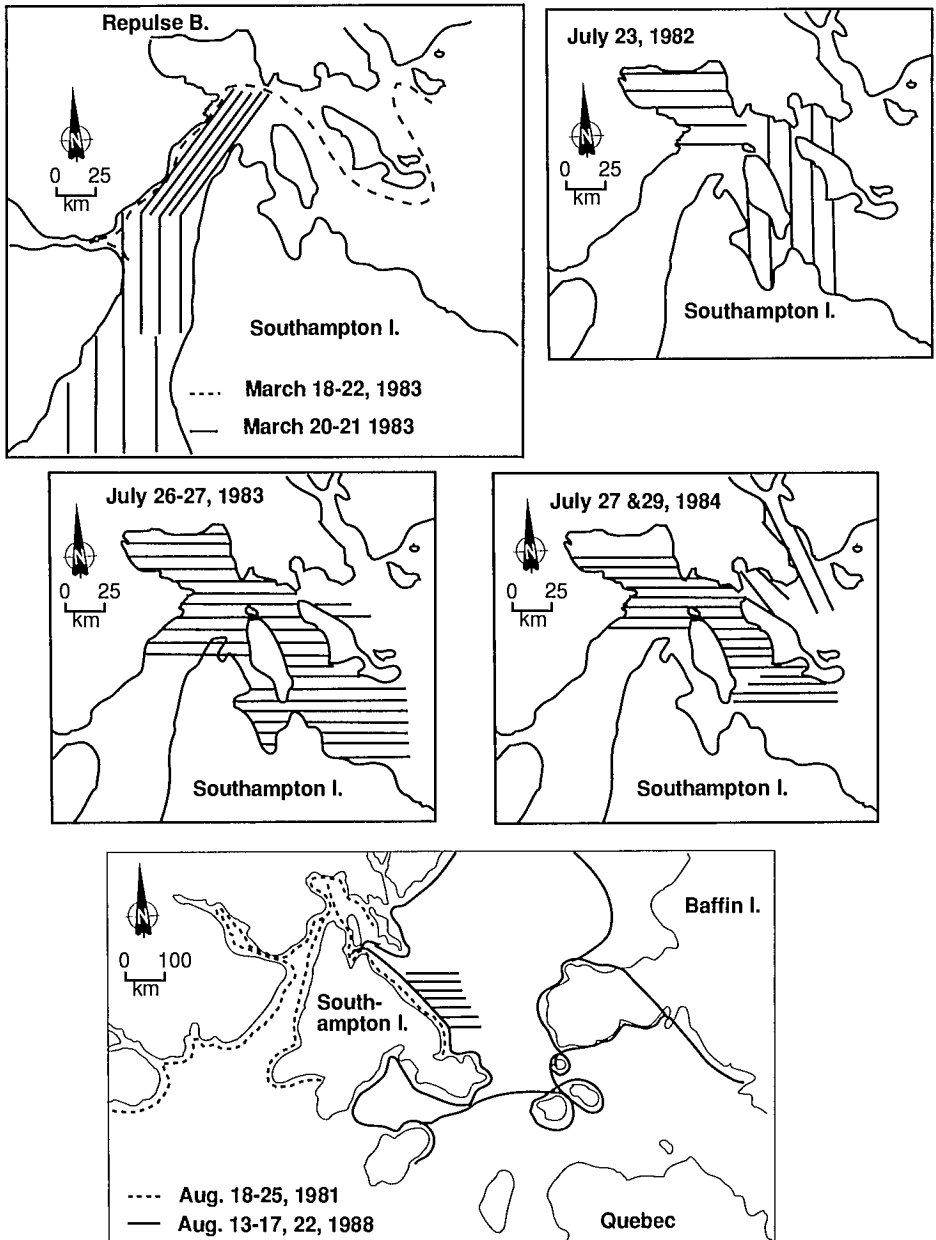 Repulse B.
N
0 25
km
Southampton I.
March 18-22, 1983
March 20-21 1983
July 23, 1982
N
0 25
km
Southampton I.
July 26-27, 1983
N
0 25
km
Southampton I.
July 27 &29, 1984
N
0 25
km
Southampton I.
Baffin I.
N
0 100
km
South-
ampton I.
Aug. 18-25, 1981
Aug. 13-17, 22, 1988
Quebec